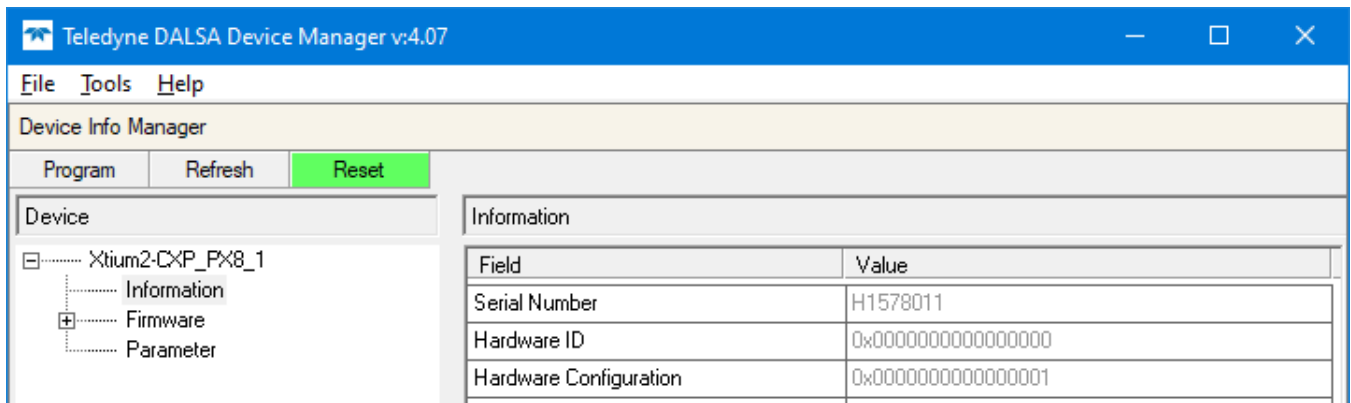 Teledyne DALSA Device Manager v:4.07
File Tools Help
Device Info Manager
Program Refresh Reset
Device Information
Xtium2-CXP_PX8_1
Information
Firmware
Parameter
Field Value
Serial Number H1578011
Hardware ID 0x0000000000000000
Hardware Configuration 0x0000000000000001